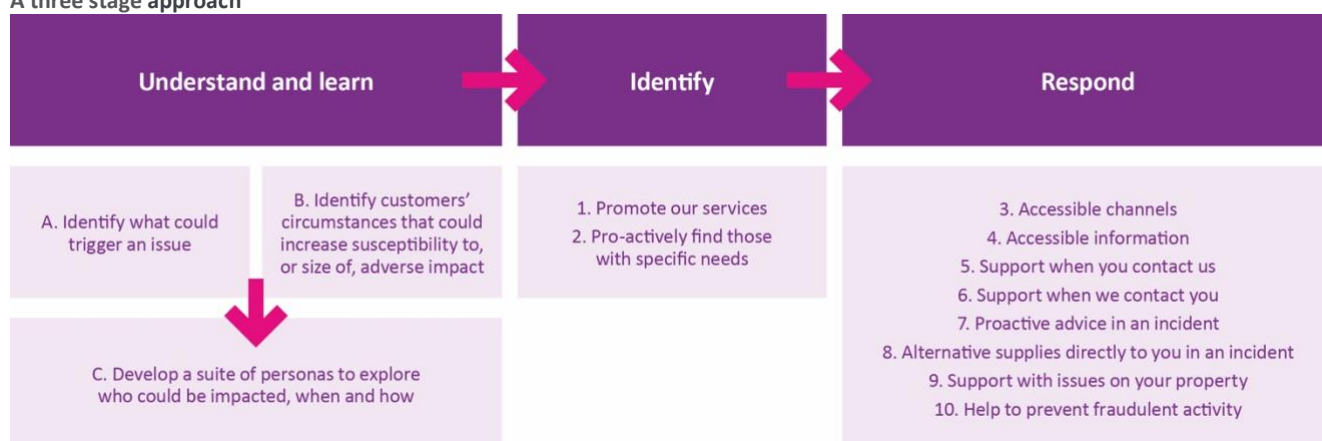 A three stage approach
Understand and learn
Identify
Respond
A. Identify what could
trigger an issue
B. Identify customers’
circumstances that could
increase susceptibility to,
or size of, adverse impact
C. Develop a suite of personas to explore
who could be impacted, when and how
1. Promote our services
2. Pro-actively find those
with specific needs
3. Accessible channels
4. Accessible information
5. Support when you contact us
6. Support when we contact you
7. Proactive advice in an incident
8. Alternative supplies directly to you in an incident
9. Support with issues on your property
10. Help to prevent fraudulent activity